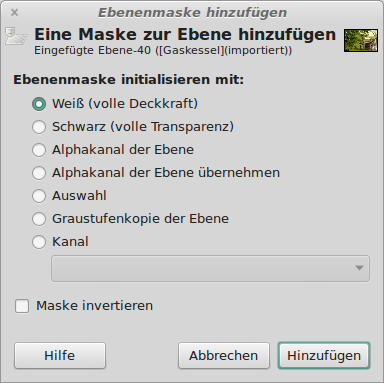 Ebenenmaske hinzufügen
Eine Maske zur Ebene hinzufügen
Eingefügte Ebene-40 ([Gaskessel](importiert))
Ebenenmaske initialisieren mit:
Weiß (volle Deckkraft)
Schwarz (volle Transparenz)
Alphakanal der Ebene
Alphakanal der Ebene übernehmen
Auswahl
Graustufenkopie der Ebene
Kanal
Maske invertieren
Hilfe
Abbrechen
Hinzufügen